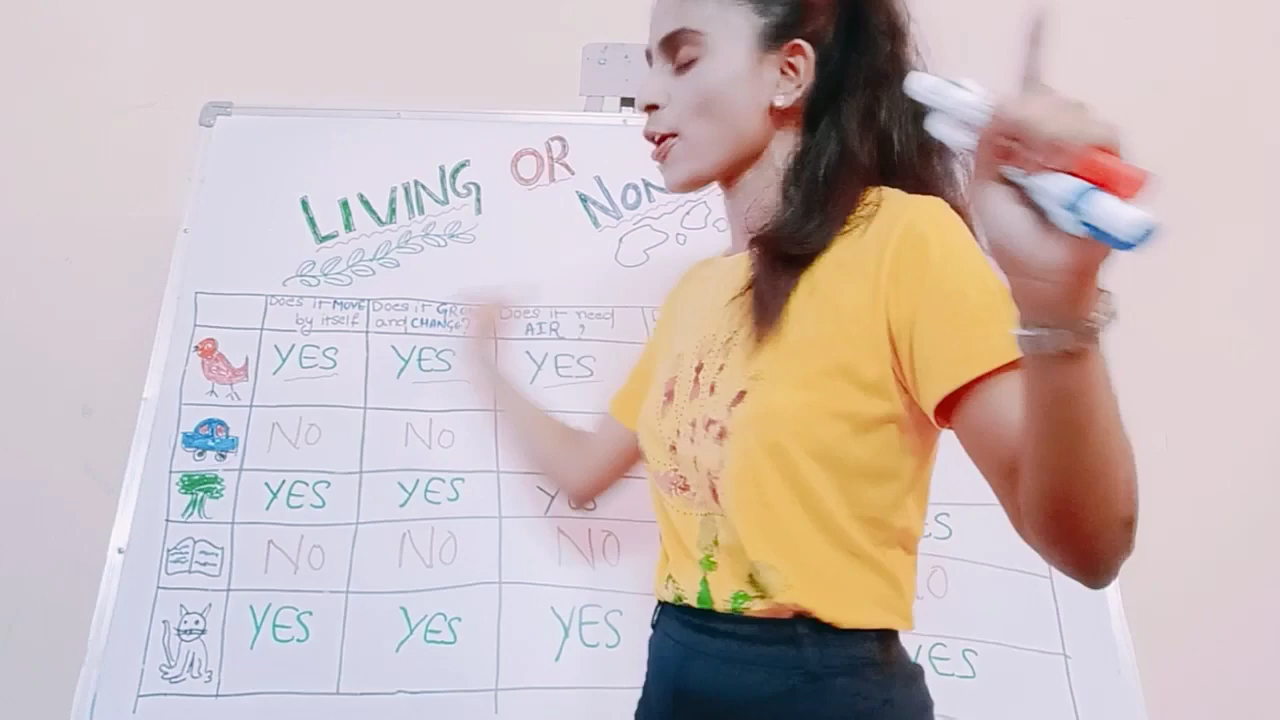 LIVING OR NON
Does it MOVE by itself
Does it GRO and CHANGE?
Does it need AIR ?
YES YES YES
NO NO
YES YES
NO NO NO
YES YES YES YES